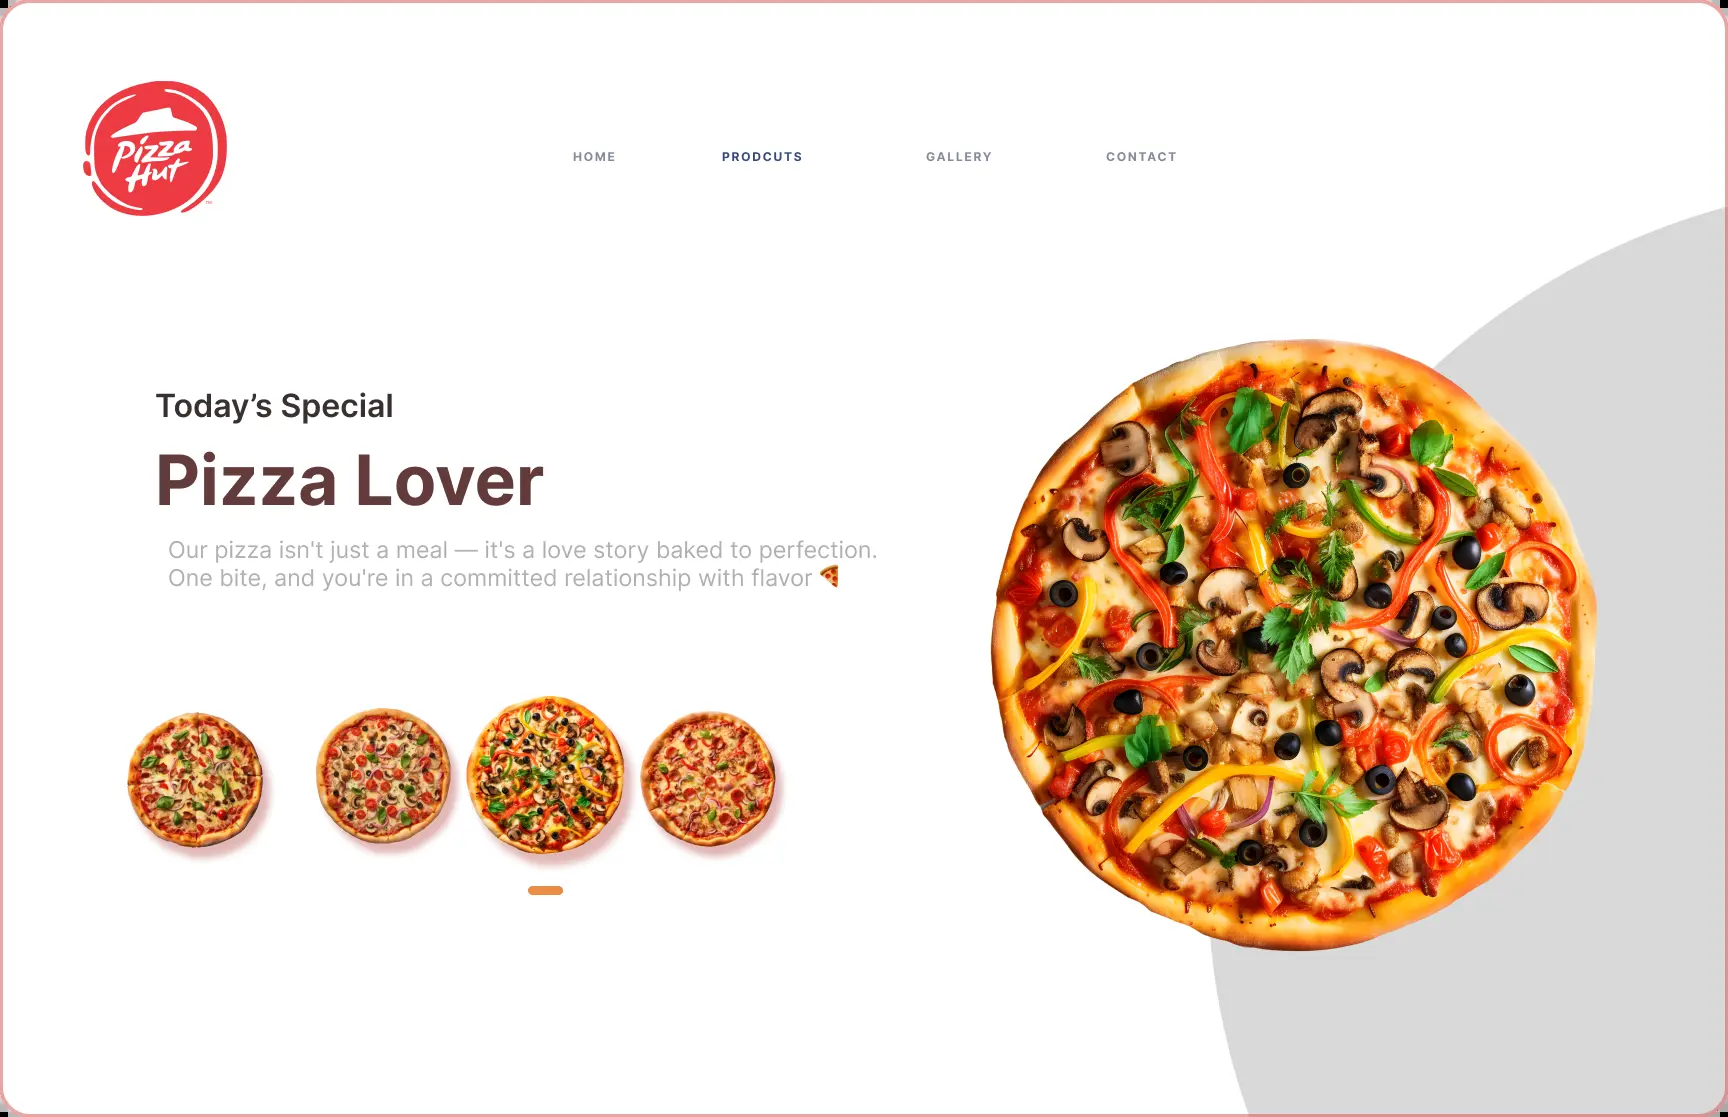 Pizza
Hut
™
HOME
PRODCUTS
GALLERY
CONTACT
Today’s Special
Pizza Lover
Our pizza isn't just a meal — it's a love story baked to perfection.
One bite, and you're in a committed relationship with flavor 🍕